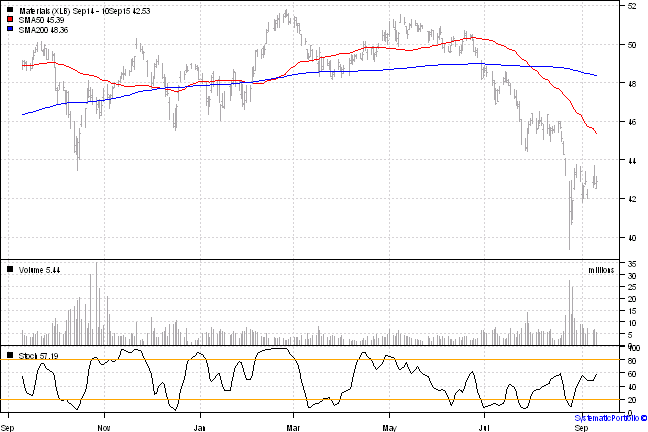 Materials (XLB) Sep14 - 10Sep15 42.53
SMA50 45.39
SMA200 48.36
52
50
48
46
44
42
40
Volume 5.44
millions
35
30
25
20
15
10
5
0
Stoch 57.19
100
80
60
40
20
0
Sep
Nov
Jan
Mar
May
Jul
Sep
SystematicPortfolio ©